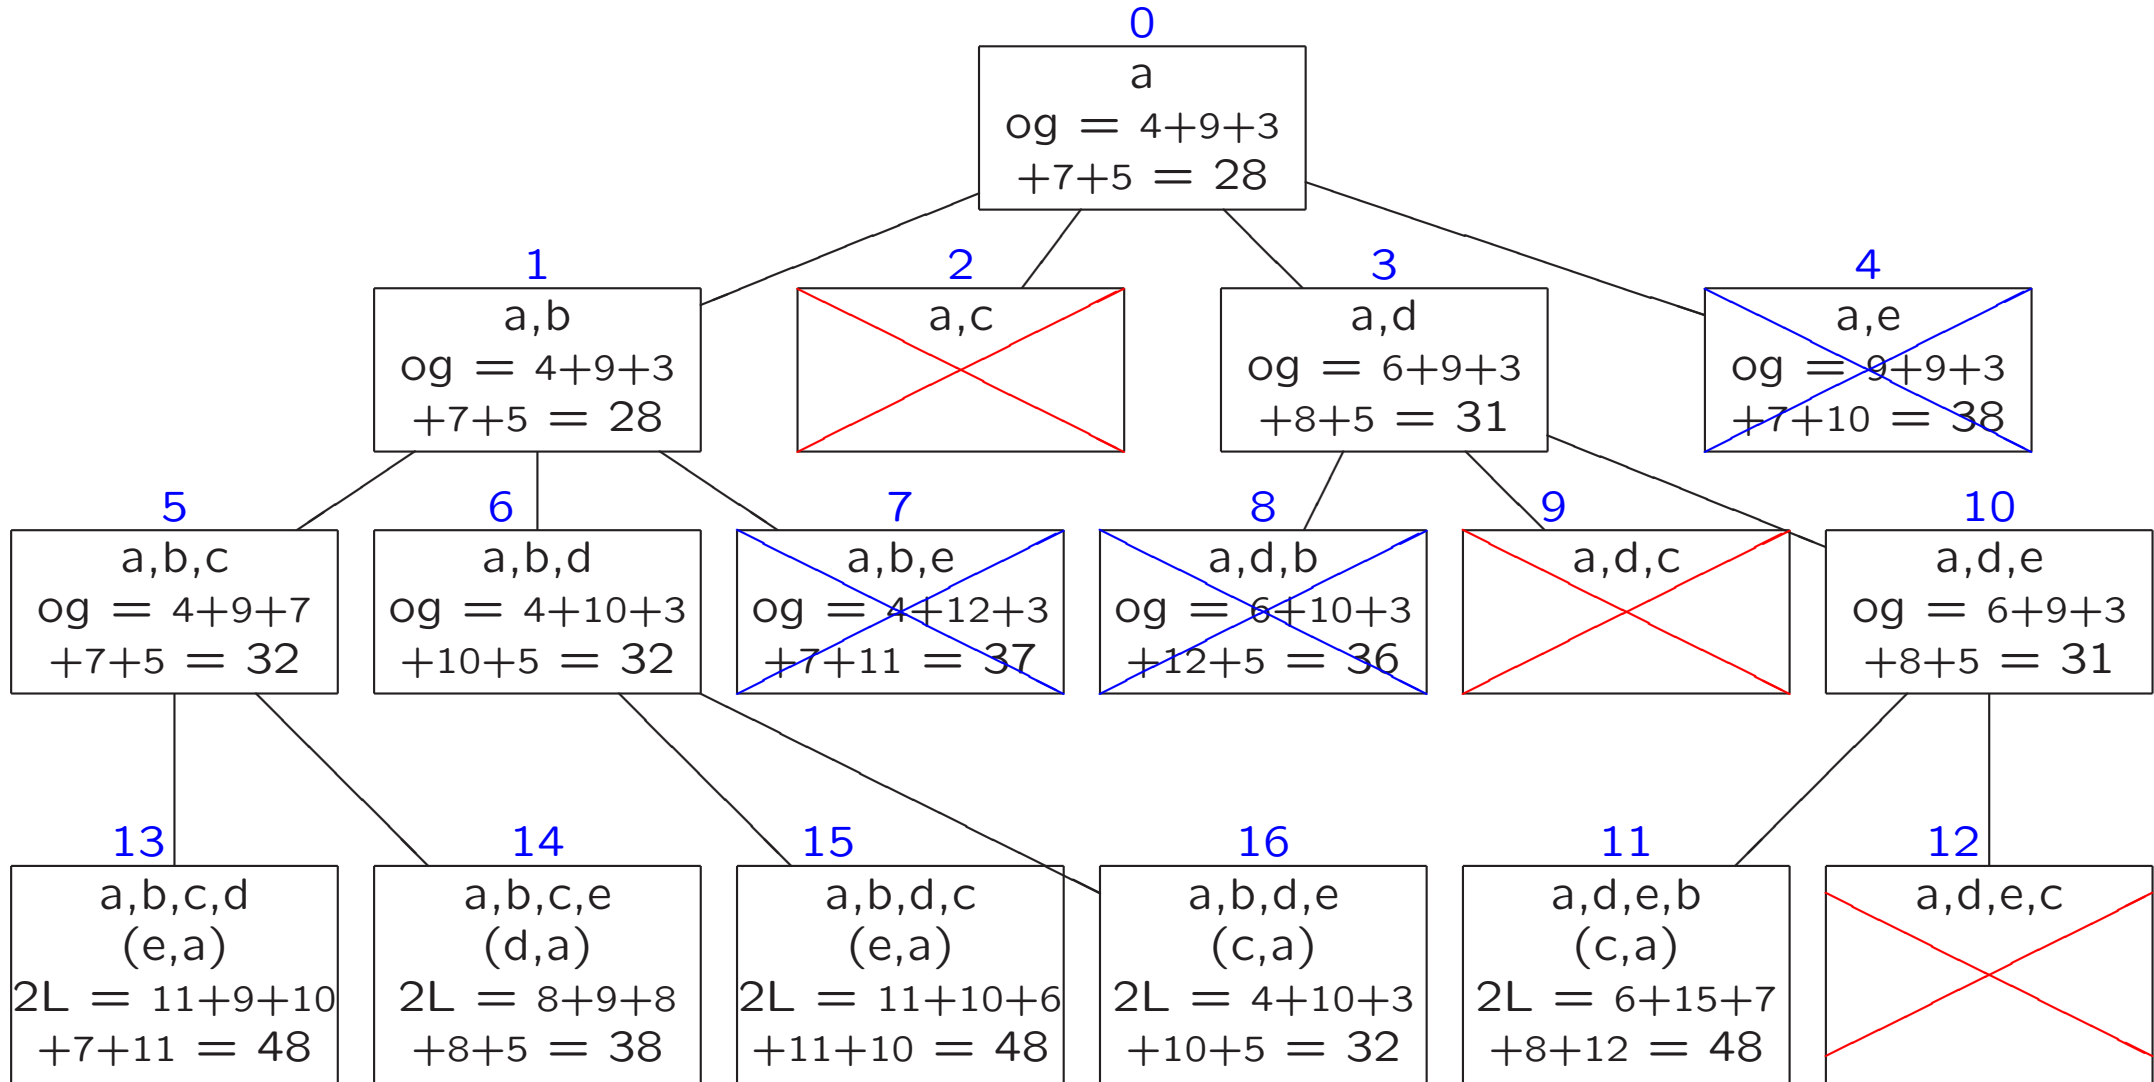 0
a
og = 4+9+3
+7+5 = 28
1
a,b
og = 4+9+3
+7+5 = 28
2
a,c
3
a,d
og = 6+9+3
+8+5 = 31
4
a,e
og = 9+9+3
+7+10 = 38
5
a,b,c
og = 4+9+7
+7+5 = 32
6
a,b,d
og = 4+10+3
+10+5 = 32
7
a,b,e
og = 4+12+3
+7+11 = 37
8
a,d,b
og = 6+10+3
+12+5 = 36
9
a,d,c
10
a,d,e
og = 6+9+3
+8+5 = 31
13
a,b,c,d
(e,a)
2L = 11+9+10
+7+11 = 48
14
a,b,c,e
(d,a)
2L = 8+9+8
+8+5 = 38
15
a,b,d,c
(e,a)
2L = 11+10+6
+11+10 = 48
16
a,b,d,e
(c,a)
2L = 4+10+3
+10+5 = 32
11
a,d,e,b
(c,a)
2L = 6+15+7
+8+12 = 48
12
a,d,e,c